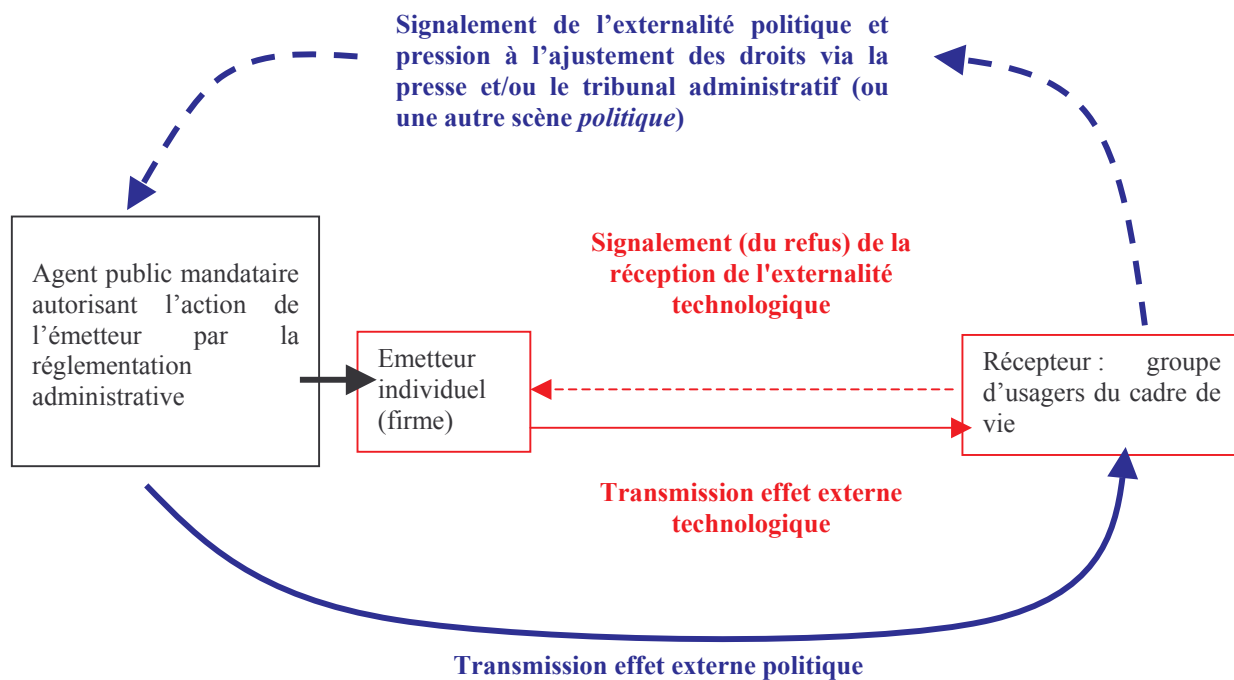 Signalement de l’externalité politique et
pression à l’ajustement des droits via la
presse et/ou le tribunal administratif (ou
une autre scène politique)
Agent public mandataire
autorisant l’action de
l’émetteur par la
réglementation
administrative
Signalement (du refus) de la
réception de l'externalité
technologique
Emetteur
individuel
(firme)
Récepteur : groupe
d’usagers du cadre de
vie
Transmission effet externe
technologique
Transmission effet externe politique